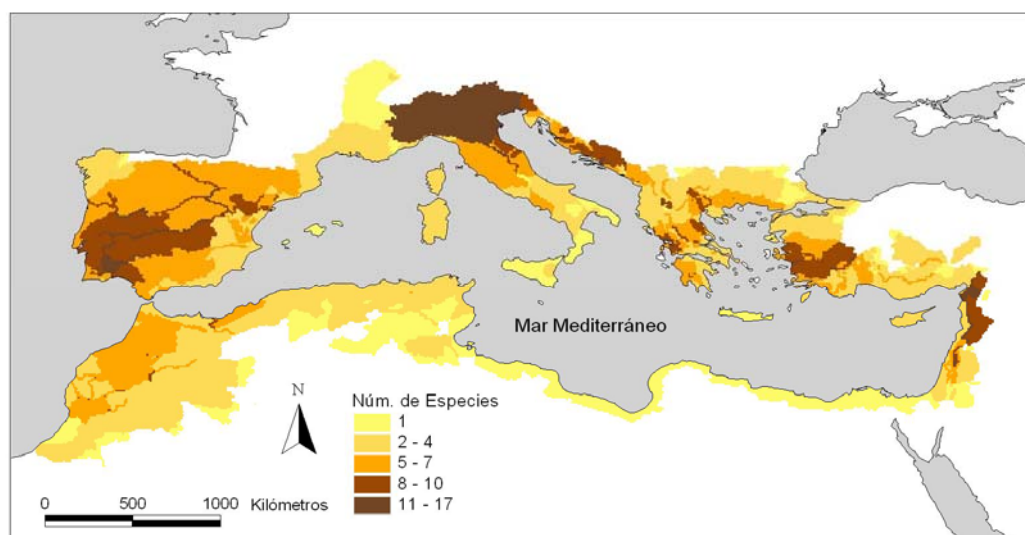 Mar Mediterráneo
N
Núm. de Especies
1
2 - 4
5 - 7
8 - 10
11 - 17
0 500 1000 Kilómetros